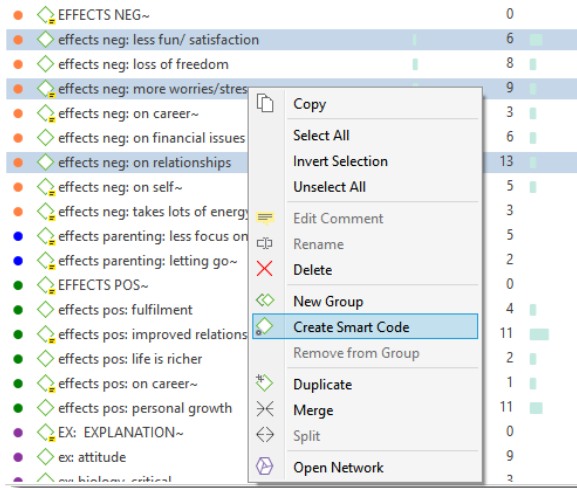 EFFECTS NEG~ 0
effects neg: less fun/ satisfaction 6
effects neg: loss of freedom 8
effects neg: more worries/stres 9
effects neg: on career~ 3
effects neg: on financial issues 6
effects neg: on relationships 13
effects neg: on self~ 5
effects neg: takes lots of energy 3
effects parenting: less focus on 5
effects parenting: letting go~ 2
EFFECTS POS~ 0
effects pos: fulfilment 4
effects pos: improved relations 11
effects pos: life is richer 2
effects pos: on career~ 1
effects pos: personal growth 11
EX: EXPLANATION~ 0
ex: attitude 9
ex: biology, critical 3
Copy
Select All
Invert Selection
Unselect All
Edit Comment
Rename
Delete
New Group
Create Smart Code
Remove from Group
Duplicate
Merge
Split
Open Network